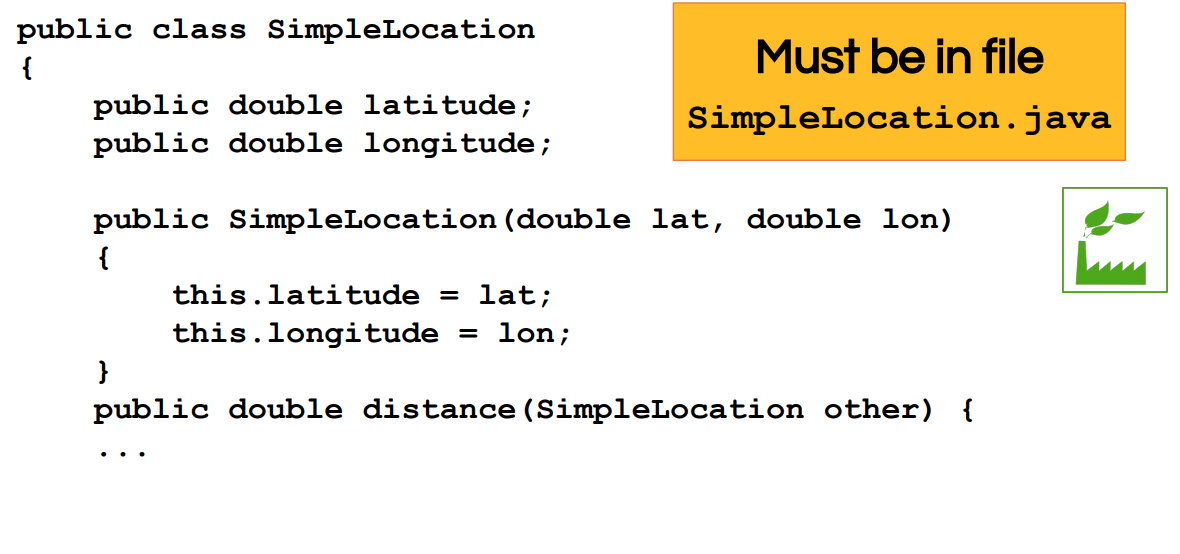 public class SimpleLocation
{
    public double latitude;
    public double longitude;
    public SimpleLocation(double lat, double lon)
    {
        this.latitude = lat;
        this.longitude = lon;
    }
    public double distance(SimpleLocation other) {
    ...
Must be in file
SimpleLocation.java